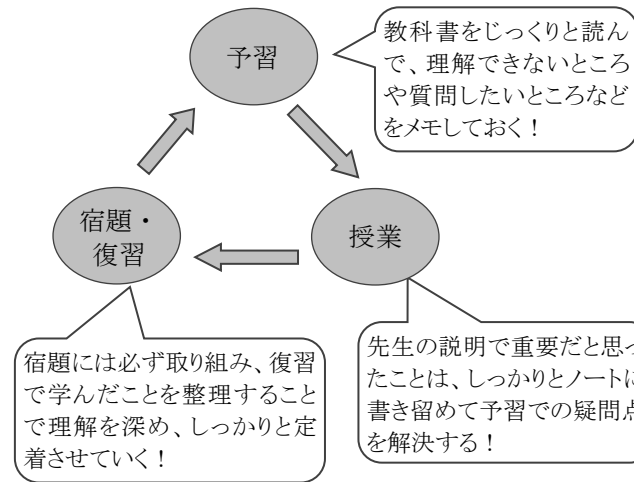 予習
教科書をじっくりと読ん
で、理解できないところ
や質問したいところなど
をメモしておく！
宿題・
復習
授業
宿題には必ず取り組み、復習
で学んだことを整理すること
で理解を深め、しっかりと定
着させていく！
先生の説明で重要だと思っ
たことは、しっかりとノートに
書き留めて予習での疑問点
を解決する！